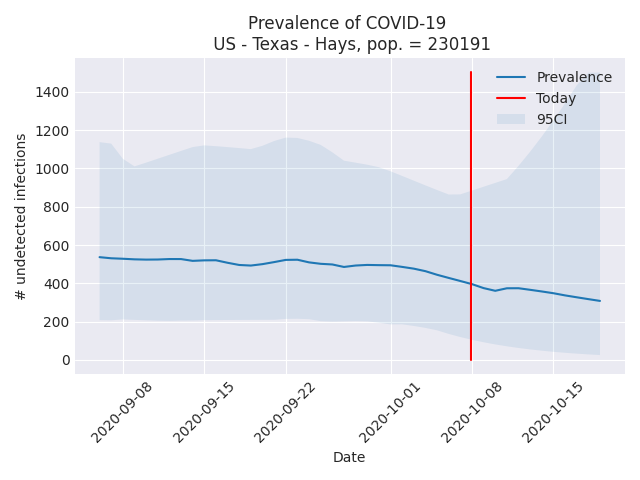 Prevalence of COVID-19
US - Texas - Hays, pop. = 230191
Prevalence
Today
95CI
# undetected infections
1400
1200
1000
800
600
400
200
0
2020-09-08
2020-09-15
2020-09-22
2020-10-01
2020-10-08
2020-10-15
Date